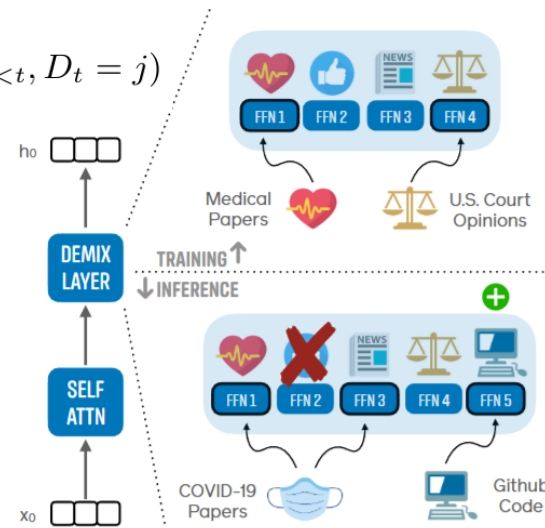 <t, D_t = j)
NEWS
FFN 1 FFN 2 FFN 3 FFN 4
h0
Medical
Papers
U.S. Court
Opinions
DEMIX
LAYER
TRAINING
INFERENCE
NEWS
SELF
ATTN
FFN 1 FFN 2 FFN 3 FFN 4 FFN 5
COVID-19
Papers
Github
Code
x0